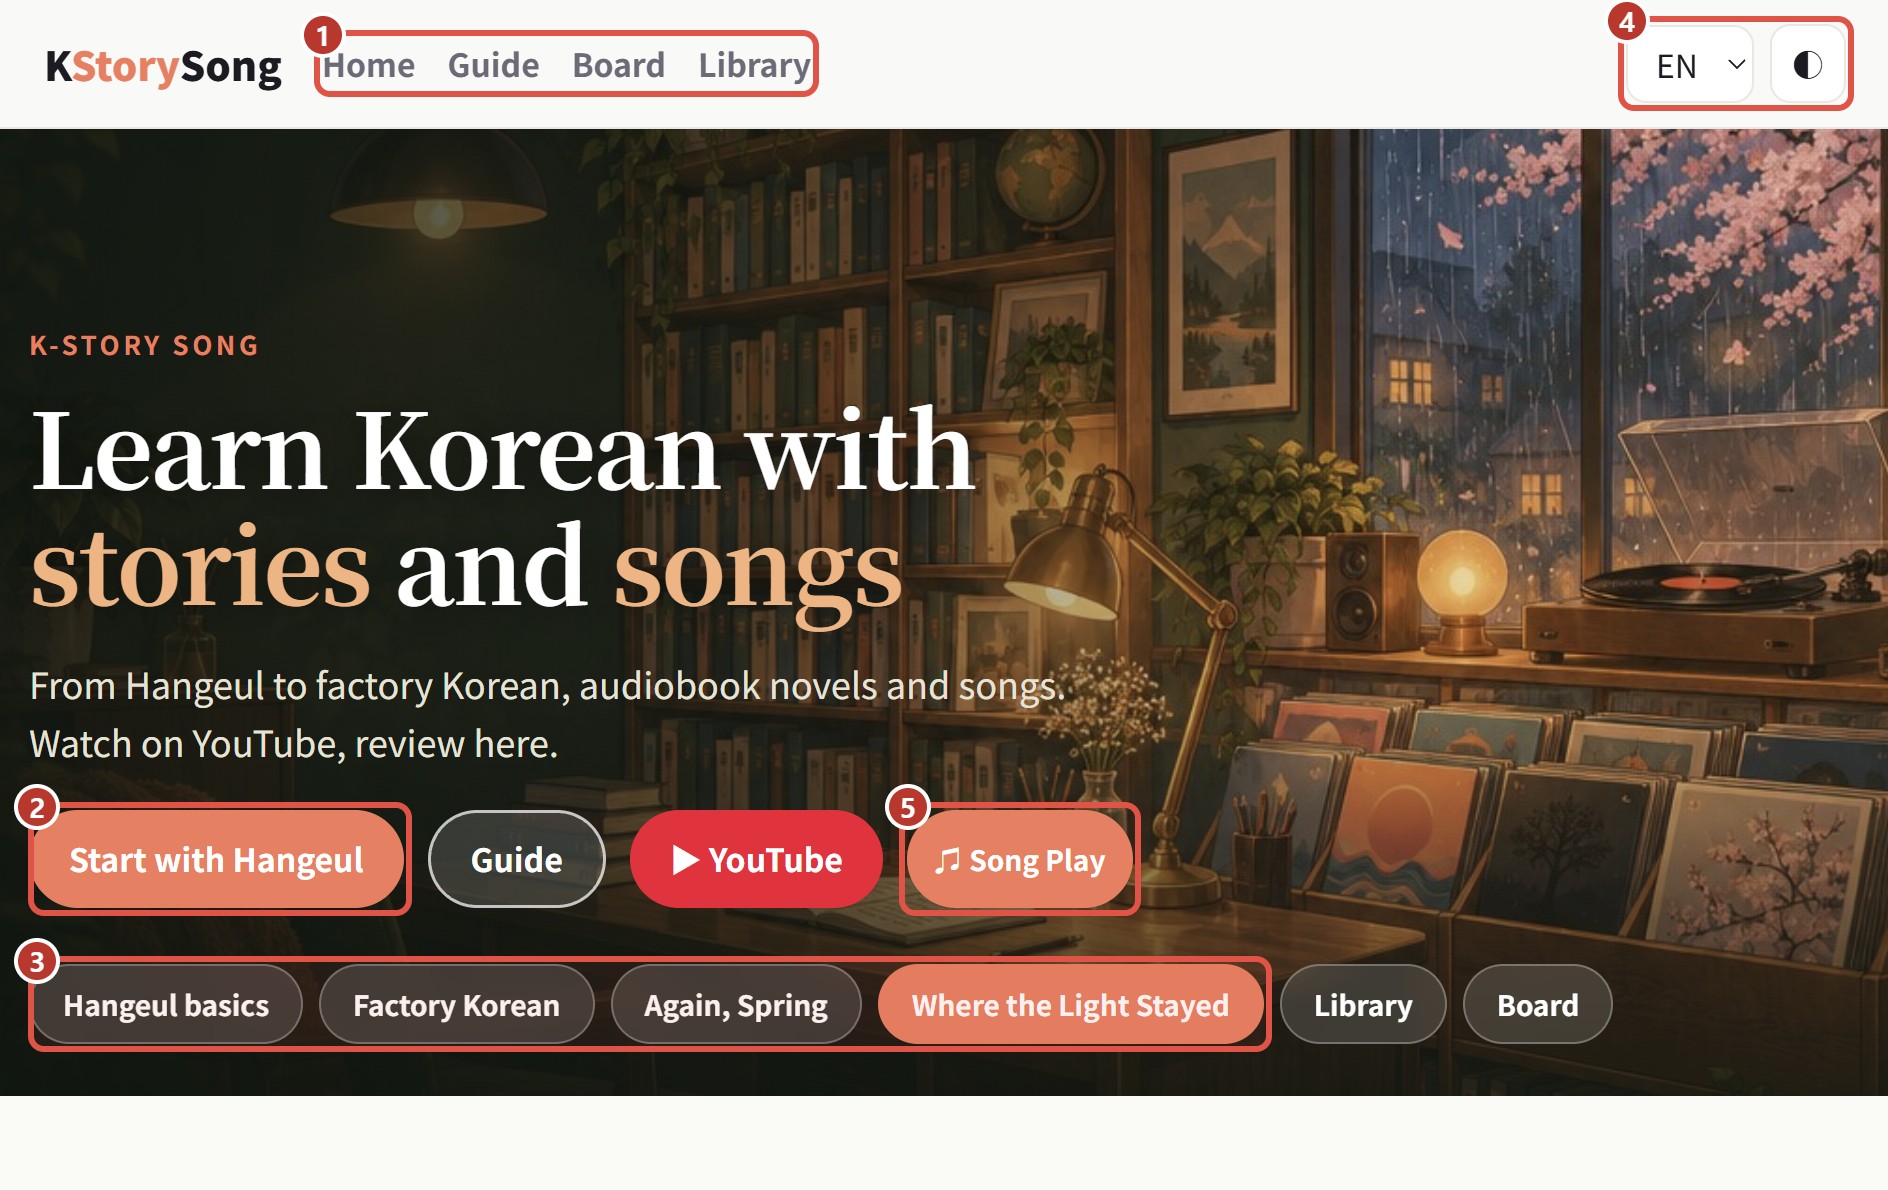 1
4
KStorySong Home Guide Board Library EN
K-STORY SONG
Learn Korean with
stories and songs
From Hangeul to factory Korean, audiobook novels and songs.
Watch on YouTube, review here.
2
5
Start with Hangeul Guide ▶ YouTube ♫ Song Play
3
Hangeul basics Factory Korean Again, Spring Where the Light Stayed Library Board